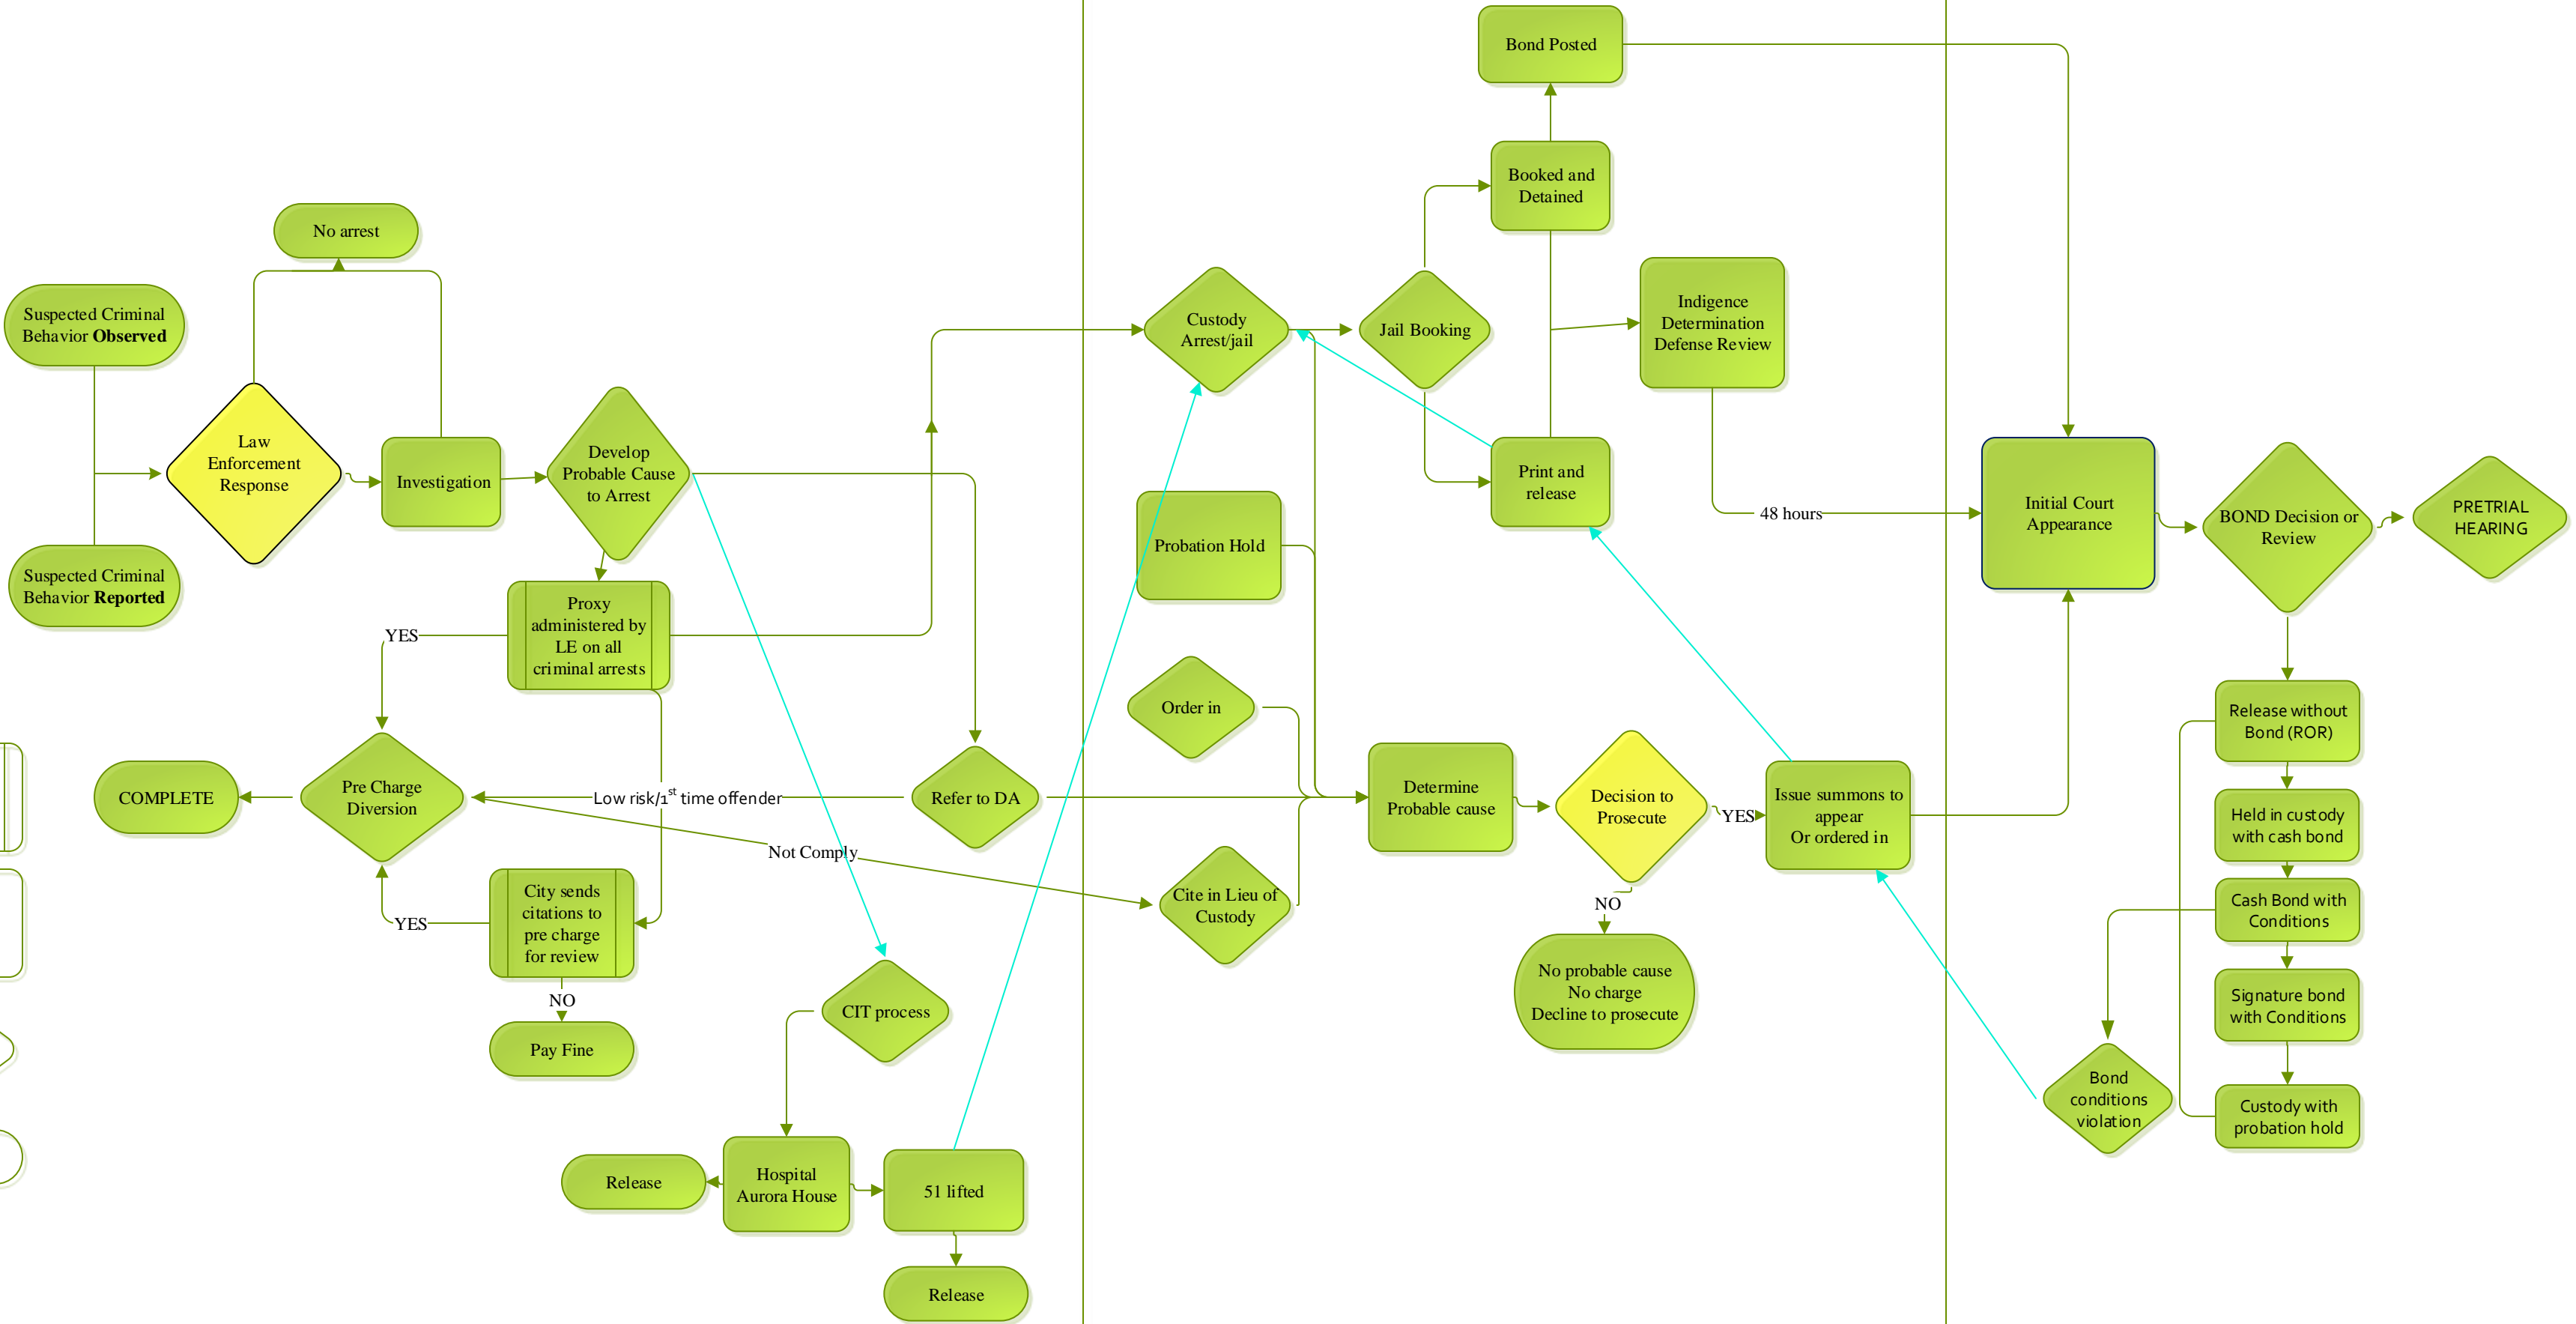 Bond Posted
Booked and
Detained
No arrest
Suspected Criminal
Behavior Observed
Custody
Arrest/jail
Jail Booking
Indigence
Determination
Defense Review
Law
Enforcement
Response
Investigation
Develop
Probable Cause
to Arrest
Print and
release
48 hours
Initial Court
Appearance
BOND Decision or
Review
PRETRIAL
HEARING
Probation Hold
Suspected Criminal
Behavior Reported
YES
Proxy
administered by
LE on all
criminal arrests
Order in
Release without
Bond (ROR)
COMPLETE
Pre Charge
Diversion
Low risk/1st time offender
Refer to DA
Determine
Probable cause
Decision to
Prosecute
YES
Issue summons to
appear
Or ordered in
Held in custody
with cash bond
Not Comply
Cite in Lieu of
Custody
NO
Cash Bond with
Conditions
YES
City sends
citations to
pre charge
for review
NO
Pay Fine
CIT process
No probable cause
No charge
Decline to prosecute
Signature bond
with Conditions
Bond
conditions
violation
Custody with
probation hold
Release
Hospital
Aurora House
51 lifted
Release